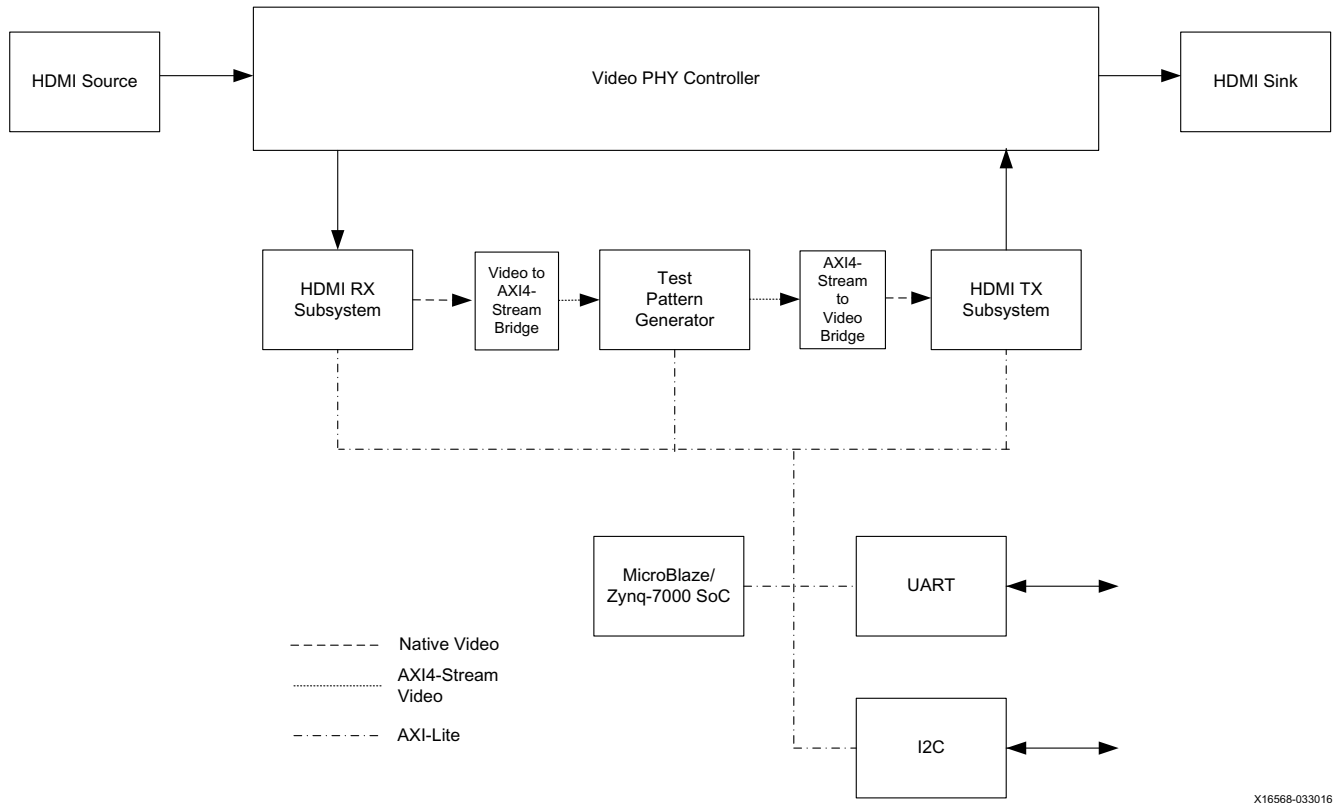 HDMI Source
Video PHY Controller
HDMI Sink
HDMI RX
Subsystem
Video to
AXI4-
Stream
Bridge
Test
Pattern
Generator
AXI4-
Stream
to
Video
Bridge
HDMI TX
Subsystem
MicroBlaze/
Zynq-7000 SoC
UART
Native Video
AXI4-Stream
Video
AXI-Lite
I2C
X16568-033016